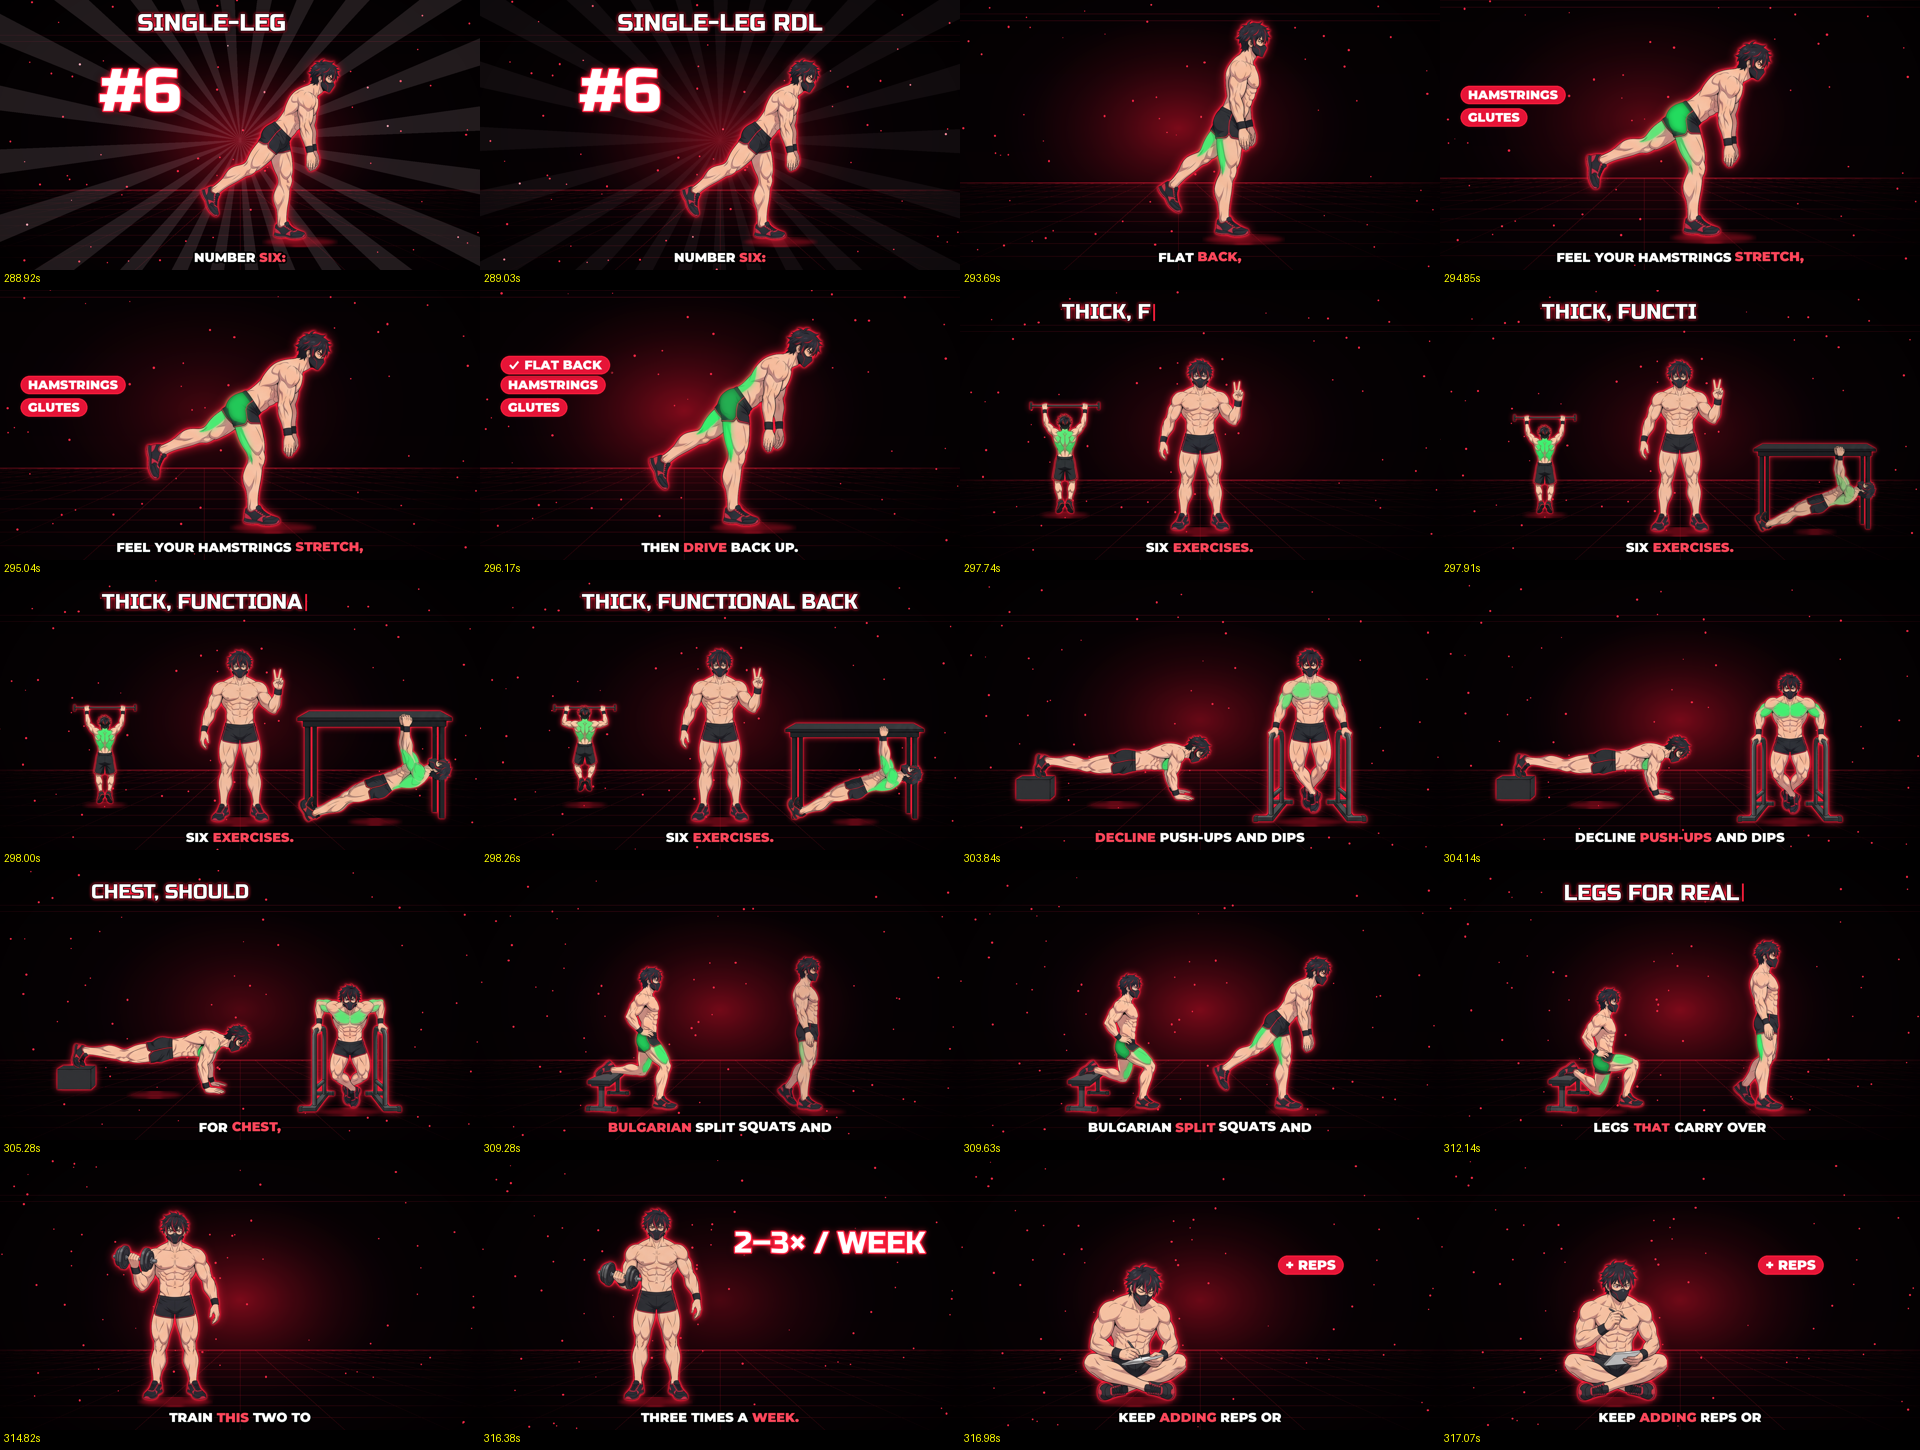 SINGLE-LEG
#6
NUMBER SIX:
288.92s
SINGLE-LEG RDL
#6
NUMBER SIX:
289.03s
FLAT BACK,
293.69s
HAMSTRINGS
GLUTES
FEEL YOUR HAMSTRINGS STRETCH,
294.85s
HAMSTRINGS
GLUTES
FEEL YOUR HAMSTRINGS STRETCH,
295.04s
✓ FLAT BACK
HAMSTRINGS
GLUTES
THEN DRIVE BACK UP.
296.17s
THICK, F
SIX EXERCISES.
297.74s
THICK, FUNCTI
SIX EXERCISES.
297.91s
THICK, FUNCTIONA
SIX EXERCISES.
298.00s
THICK, FUNCTIONAL BACK
SIX EXERCISES.
298.26s
DECLINE PUSH-UPS AND DIPS
303.84s
DECLINE PUSH-UPS AND DIPS
304.14s
CHEST, SHOULD
FOR CHEST,
305.28s
BULGARIAN SPLIT SQUATS AND
309.28s
BULGARIAN SPLIT SQUATS AND
309.63s
LEGS FOR REAL
LEGS THAT CARRY OVER
312.14s
TRAIN THIS TWO TO
314.82s
2–3× / WEEK
THREE TIMES A WEEK.
316.38s
+ REPS
KEEP ADDING REPS OR
316.98s
+ REPS
KEEP ADDING REPS OR
317.07s